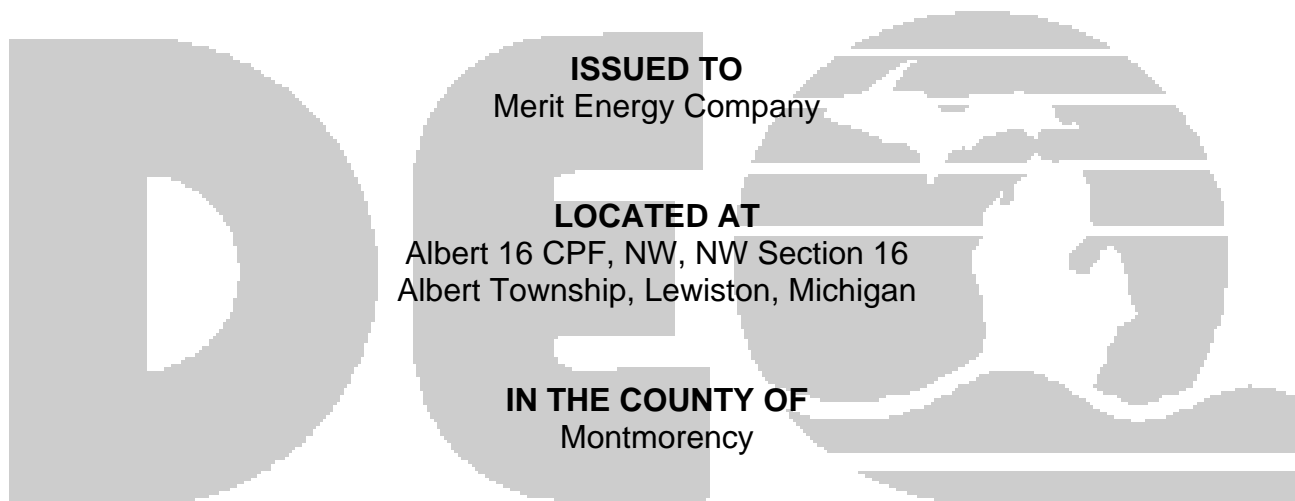 DEQ
ISSUED TO
Merit Energy Company
LOCATED AT
Albert 16 CPF, NW, NW Section 16
Albert Township, Lewiston, Michigan
IN THE COUNTY OF
Montmorency